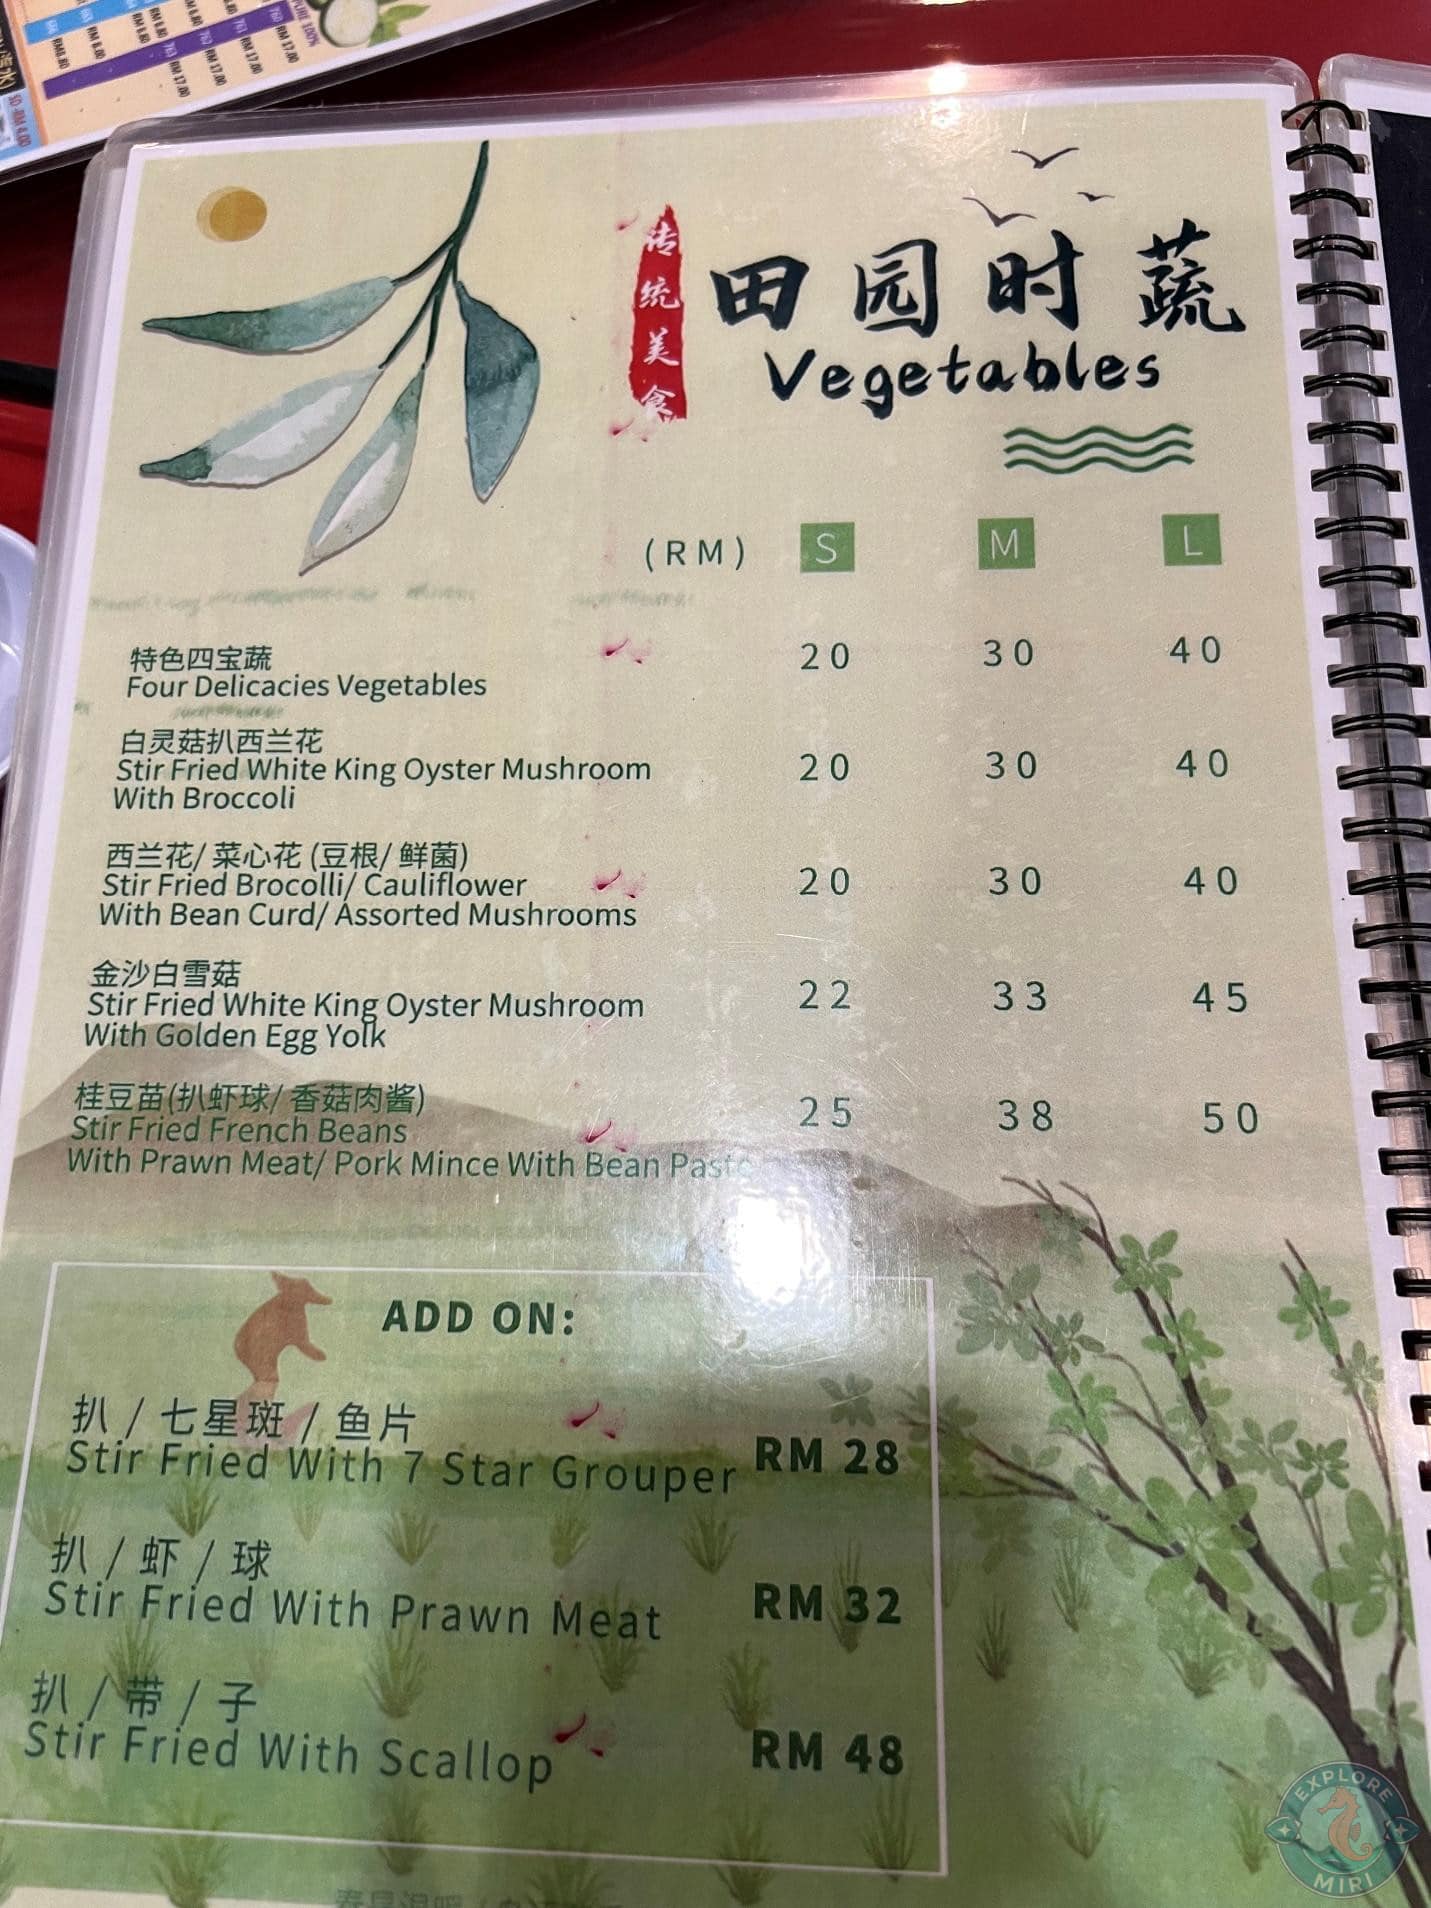 传统美食
田园时蔬
Vegetables
(RM) S M L
特色四宝蔬
Four Delicacies Vegetables 20 30 40
白灵菇扒西兰花
Stir Fried White King Oyster Mushroom 20 30 40
With Broccoli
西兰花/ 菜心花 (豆根/ 鲜菌)
Stir Fried Brocolli/ Cauliflower 20 30 40
With Bean Curd/ Assorted Mushrooms
金沙白雪菇
Stir Fried White King Oyster Mushroom 22 33 45
With Golden Egg Yolk
桂豆苗(扒虾球/ 香菇肉酱)
Stir Fried French Beans 25 38 50
With Prawn Meat/ Pork Mince With Bean Paste
ADD ON:
扒 / 七星斑 / 鱼片
Stir Fried With 7 Star Grouper RM 28
扒 / 虾 / 球
Stir Fried With Prawn Meat RM 32
扒 / 带 / 子
Stir Fried With Scallop RM 48
EXPLORE
MIRI